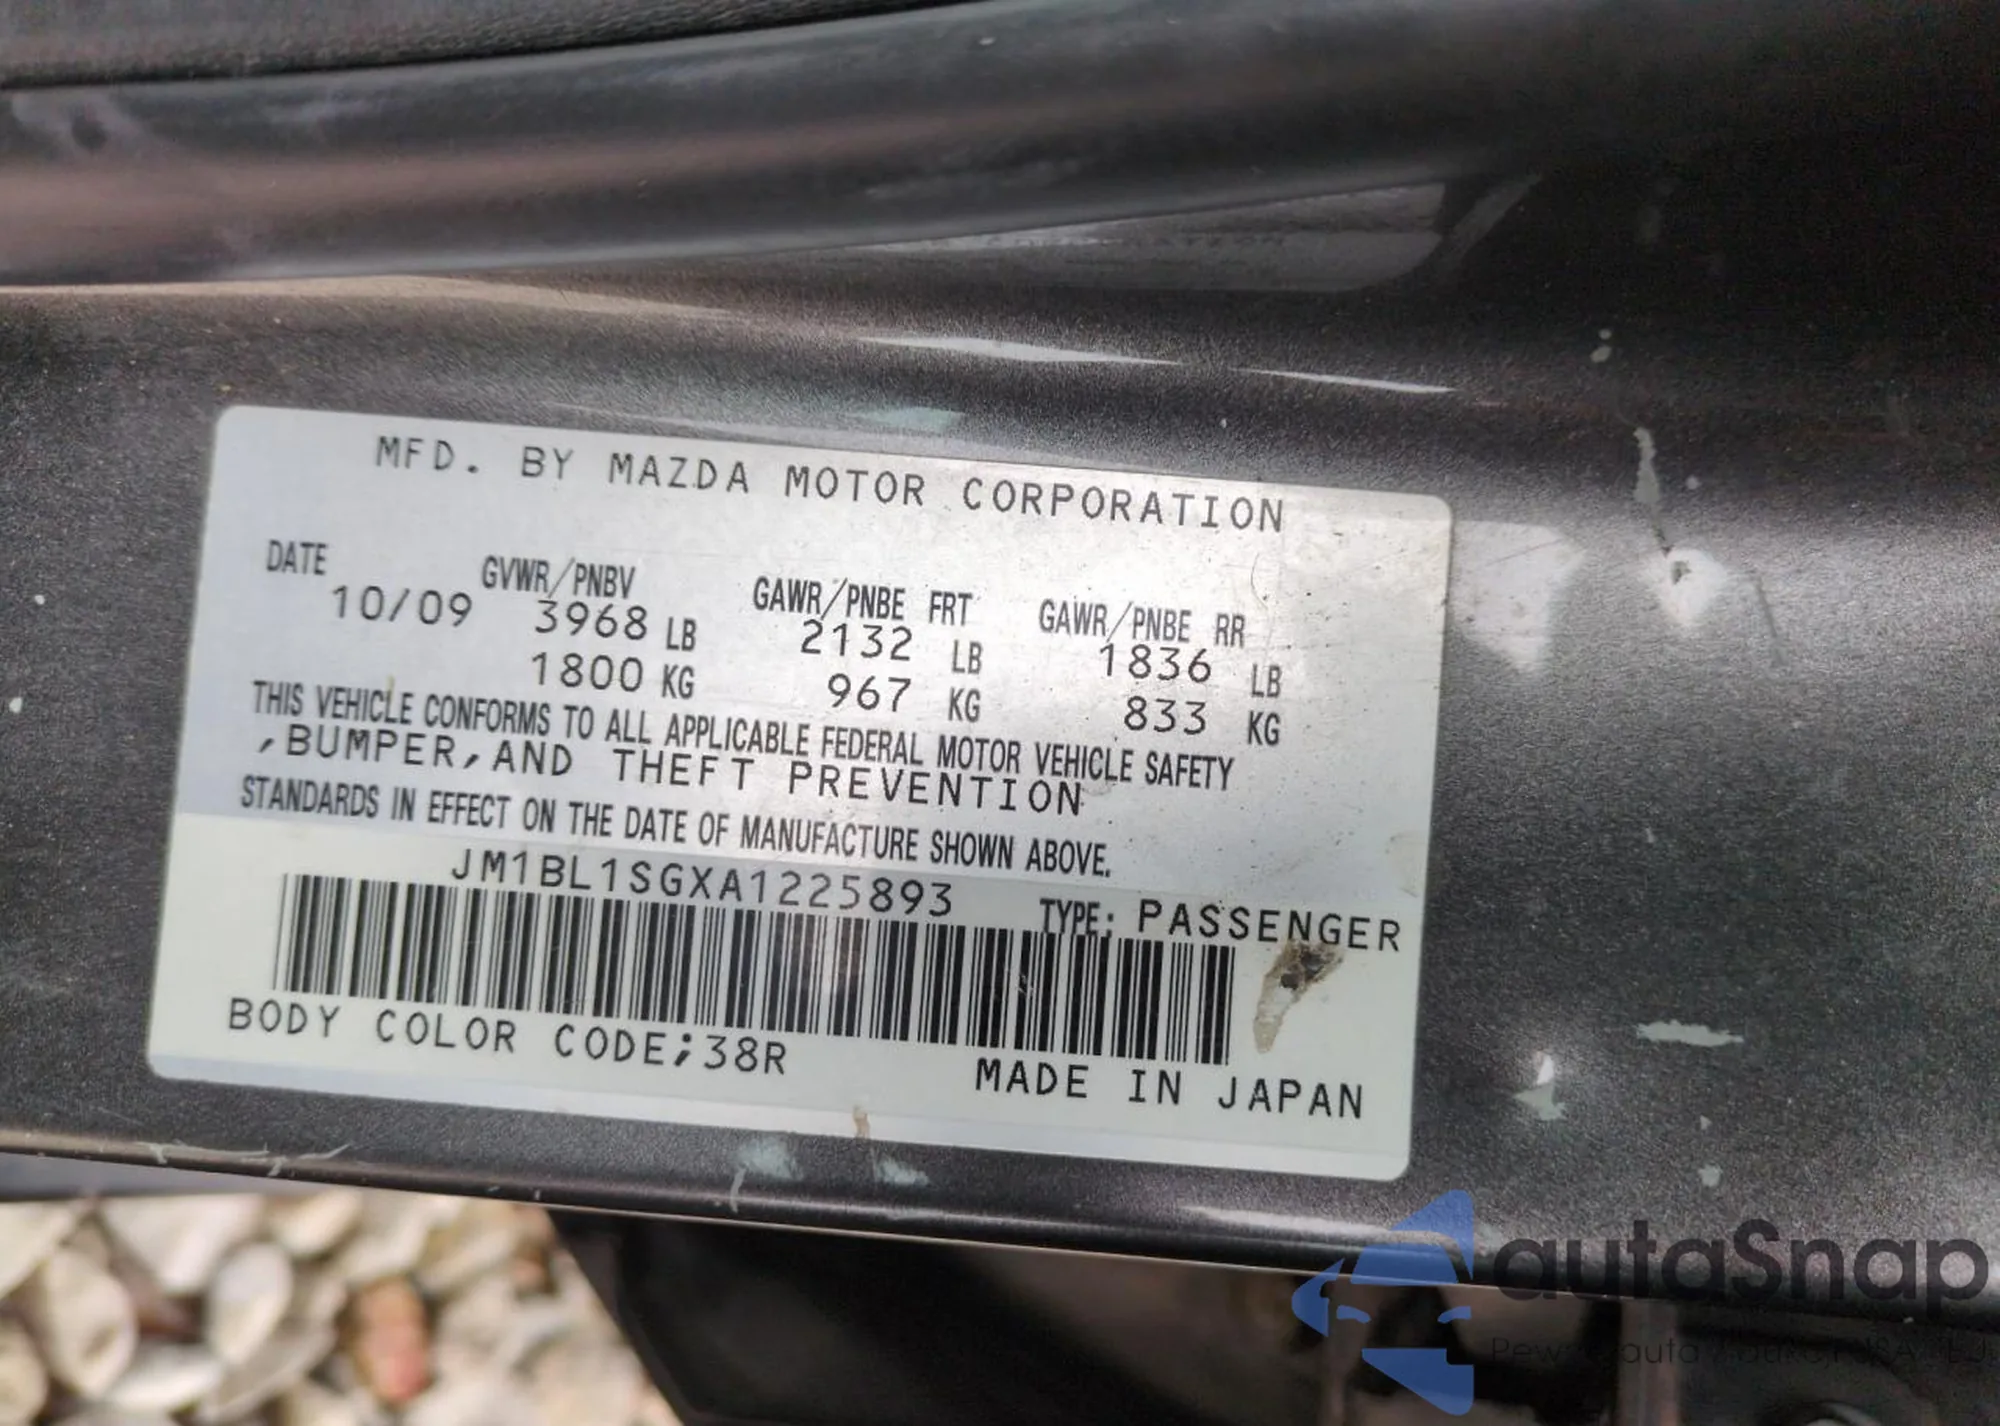 MFD. BY MAZDA MOTOR CORPORATION
DATE GVWR/PNBV GAWR/PNBE FRT GAWR/PNBE RR
10/09 3968 LB 2132 LB 1836 LB
1800 KG 967 KG 833 KG
THIS VEHICLE CONFORMS TO ALL APPLICABLE FEDERAL MOTOR VEHICLE SAFETY
,BUMPER,AND THEFT PREVENTION
STANDARDS IN EFFECT ON THE DATE OF MANUFACTURE SHOWN ABOVE.
JM1BL1SGXA1225893 TYPE: PASSENGER
BODY COLOR CODE;38R
MADE IN JAPAN
autaSnap
auta